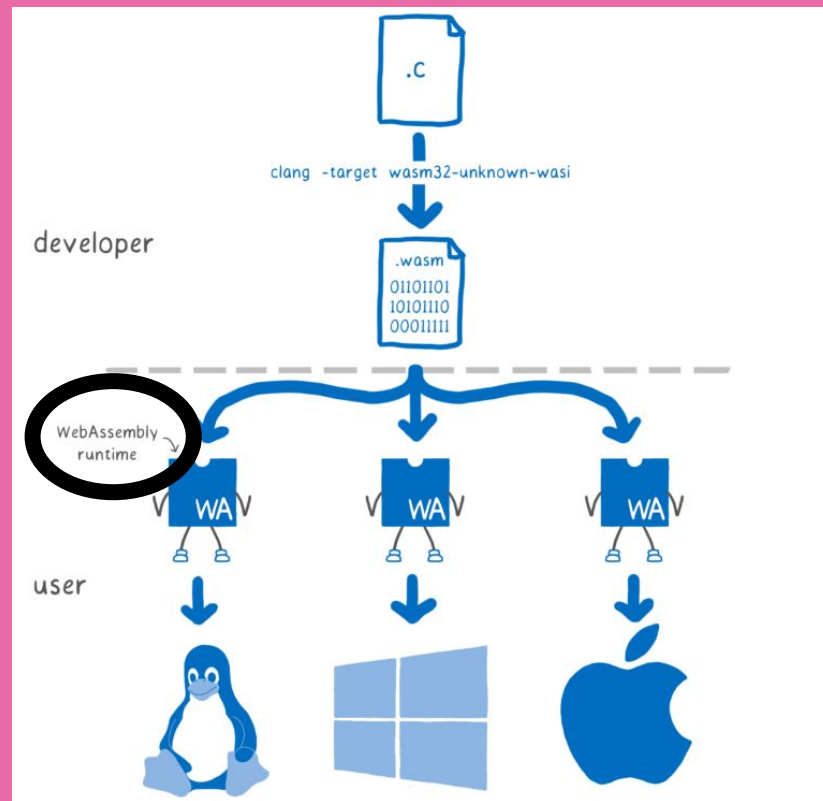 .C
clang -target wasm32-unknown-wasi
developer
.wasm
01101101
10101110
00011111
WebAssembly
runtime
WA
WA
WA
user